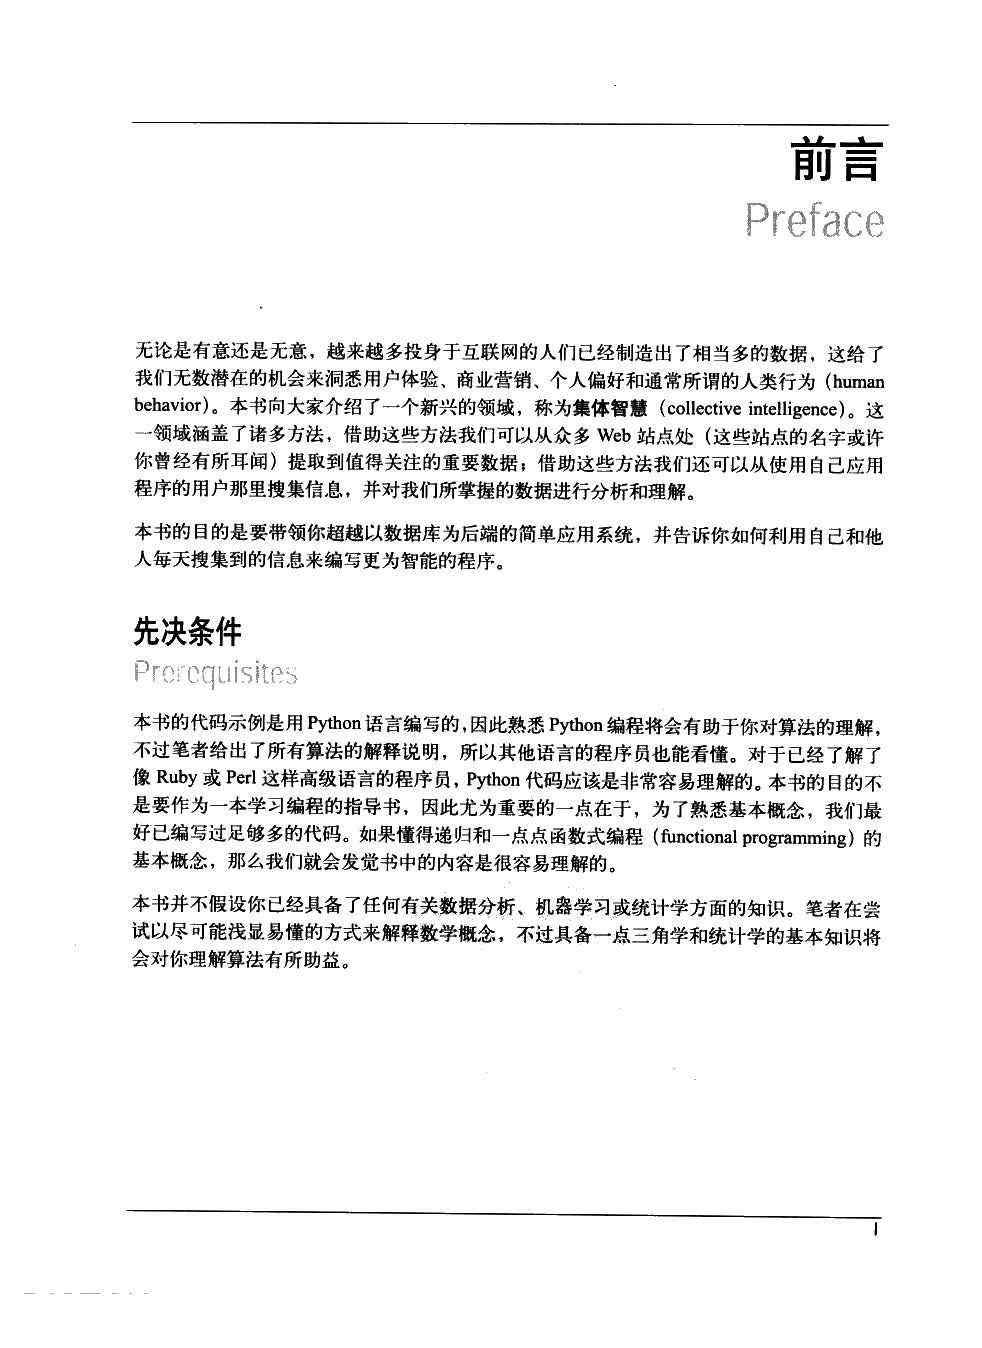 前言
Preface
无论是有意还是无意，越来越多投身于互联网的人们已经制造出了相当多的数据，这给了
我们无数潜在的机会来洞悉用户体验、商业营销、个人偏好和通常所谓的人类行为（human
behavior）。本书向大家介绍了一个新兴的领域，称为集体智慧（collective intelligence）。这
一领域涵盖了诸多方法，借助这些方法我们可以从众多 Web 站点处（这些站点的名字或许
你曾经有所耳闻）提取到值得关注的重要数据；借助这些方法我们还可以从使用自己应用
程序的用户那里搜集信息，并对我们所掌握的数据进行分析和理解。
本书的目的是要带领你超越以数据库为后端的简单应用系统，并告诉你如何利用自己和他
人每天搜集到的信息来编写更为智能的程序。
先决条件
Prerequisites
本书的代码示例是用 Python 语言编写的，因此熟悉 Python 编程将会有助于你对算法的理解，
不过笔者给出了所有算法的解释说明，所以其他语言的程序员也能看懂。对于已经了解了
像 Ruby 或 Perl 这样高级语言的程序员，Python 代码应该是非常容易理解的。本书的目的不
是要作为一本学习编程的指导书，因此尤为重要的一点在于，为了熟悉基本概念，我们最
好已编写过足够多的代码。如果懂得递归和一点点函数式编程（functional programming）的
基本概念，那么我们就会发觉书中的内容是很容易理解的。
本书并不假设你已经具备了任何有关数据分析、机器学习或统计学方面的知识。笔者在尝
试以尽可能浅显易懂的方式来解释数学概念，不过具备一点三角学和统计学的基本知识将
会对你理解算法有所助益。
I